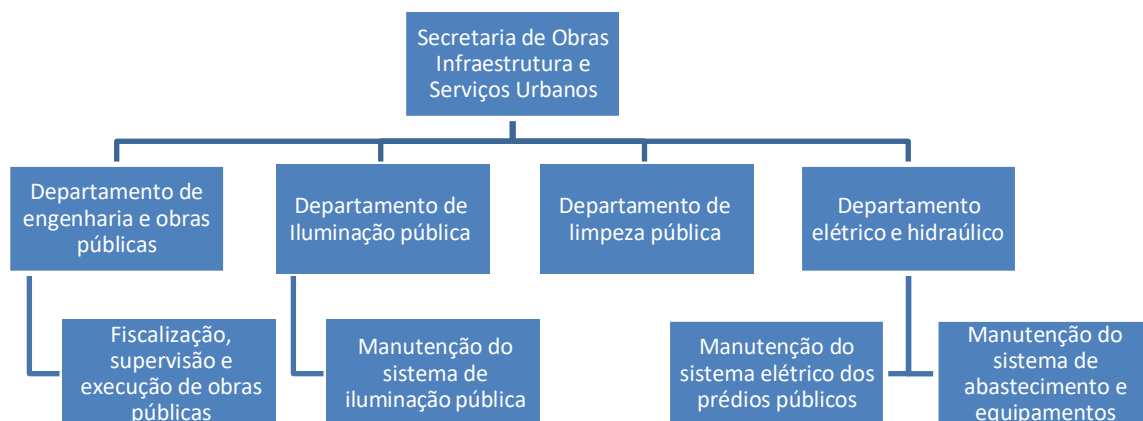 Secretaria de Obras
Infraestrutura e
Serviços Urbanos
Departamento de
engenharia e obras
públicas
Departamento de
Iluminação pública
Departamento de
limpeza pública
Departamento
elétrico e hidraúlico
Fiscalização,
supervisão e
execução de obras
públicas
Manutenção do
sistema de
iluminação pública
Manutenção do
sistema elétrico dos
prédios públicos
Manutenção do
sistema de
abastecimento e
equipamentos